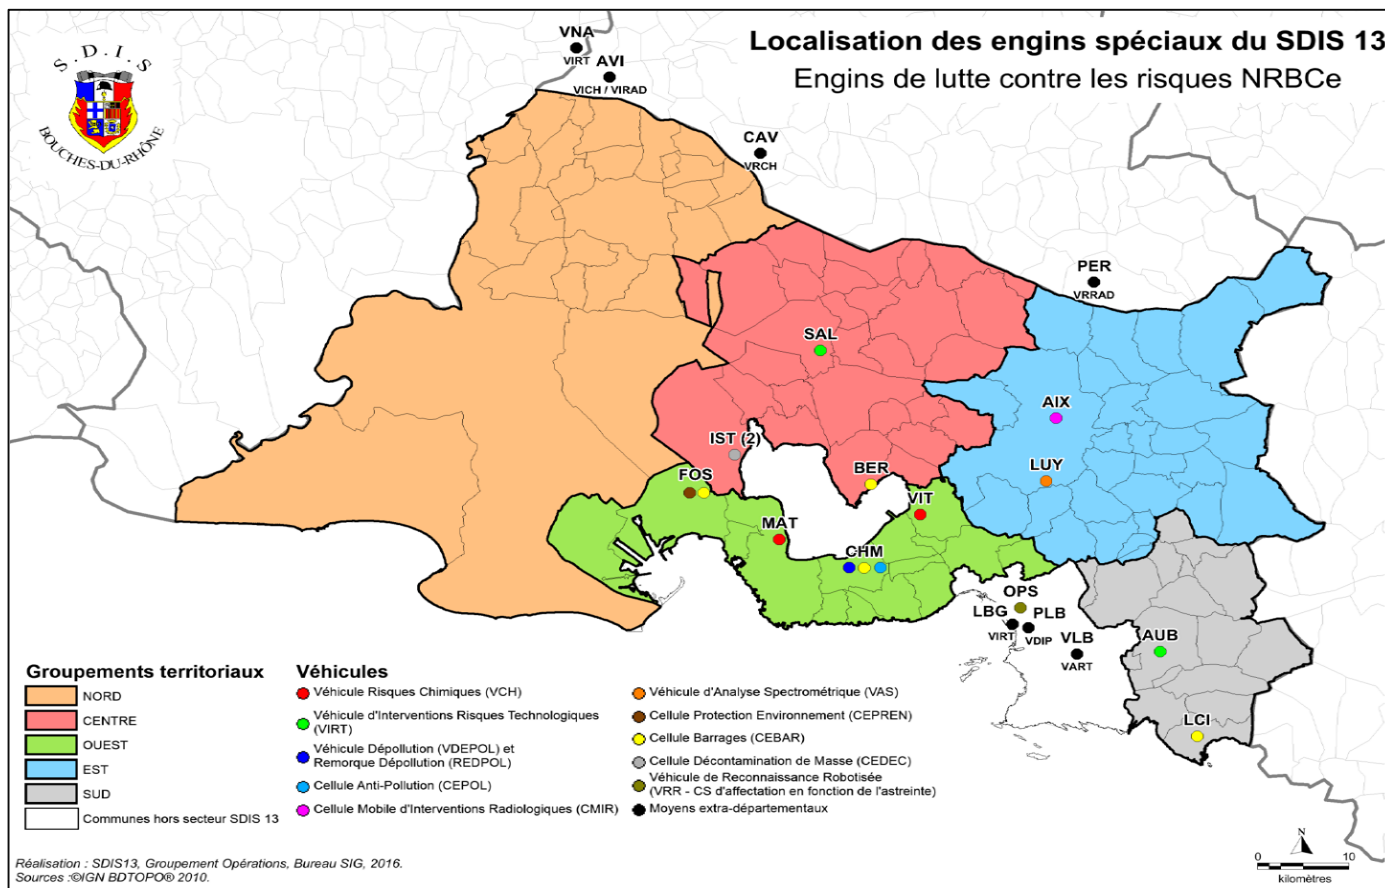 Localisation des engins spéciaux du SDIS 13
Engins de lutte contre les risques NRBCe
S.D.I.S
BOUCHES-DU-RHÔNE
VNA
VIRT
AVI
VICH / VIRAD
CAV
VRCH
PER
VRRAD
SAL
AIX
IST (2)
LUY
FOS
BER
VIT
MAT
CHM
OPS
LBG
VIRT
PLB
VDIP
VLB
VART
AUB
LCI
Groupements territoriaux
NORD
CENTRE
OUEST
EST
SUD
Communes hors secteur SDIS 13
Véhicules
Véhicule Risques Chimiques (VCH)
Véhicule d'Interventions Risques Technologiques
(VIRT)
Véhicule Dépollution (VDEPOL) et
Remorque Dépollution (REDPOL)
Cellule Anti-Pollution (CEPOL)
Cellule Mobile d'Interventions Radiologiques (CMIR)
Véhicule d'Analyse Spectrométrique (VAS)
Cellule Protection Environnement (CEPREN)
Cellule Barrages (CEBAR)
Cellule Décontamination de Masse (CEDEC)
Véhicule de Reconnaissance Robotisée
(VRR - CS d'affectation en fonction de l'astreinte)
Moyens extra-départementaux
Réalisation : SDIS13, Groupement Opérations, Bureau SIG, 2016.
Sources :©IGN BDTOPO® 2010.
N
0 10
kilomètres